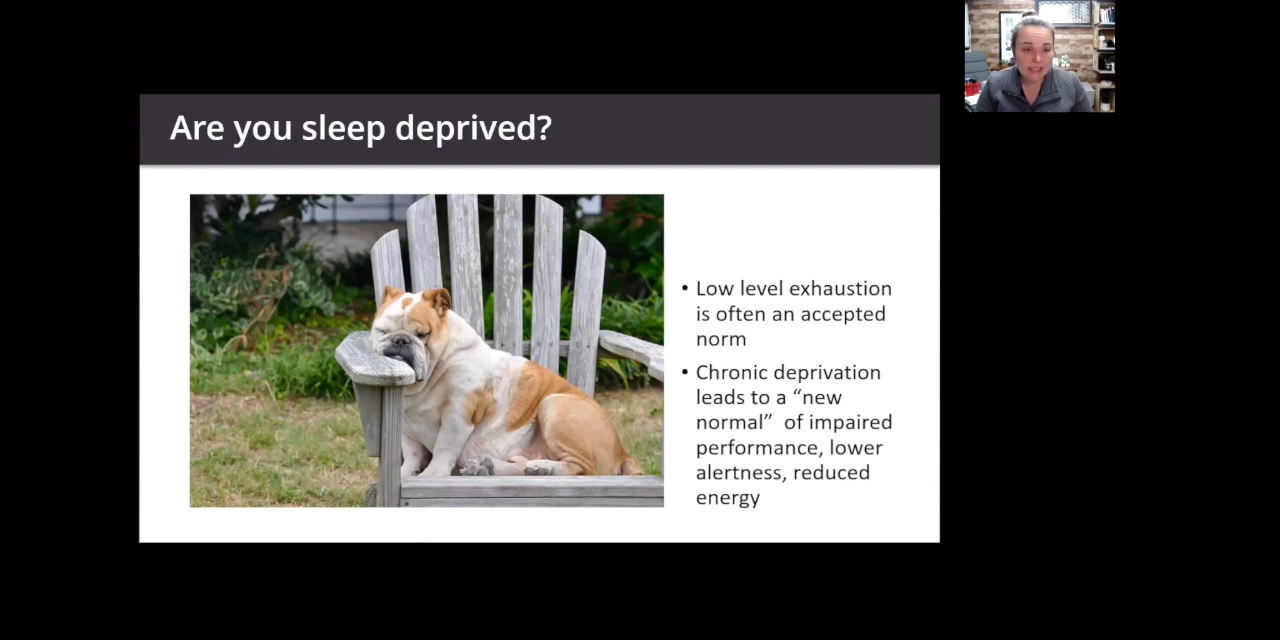 Are you sleep deprived?
• Low level exhaustion
is often an accepted
norm
• Chronic deprivation
leads to a “new
normal”  of impaired
performance, lower
alertness, reduced
energy